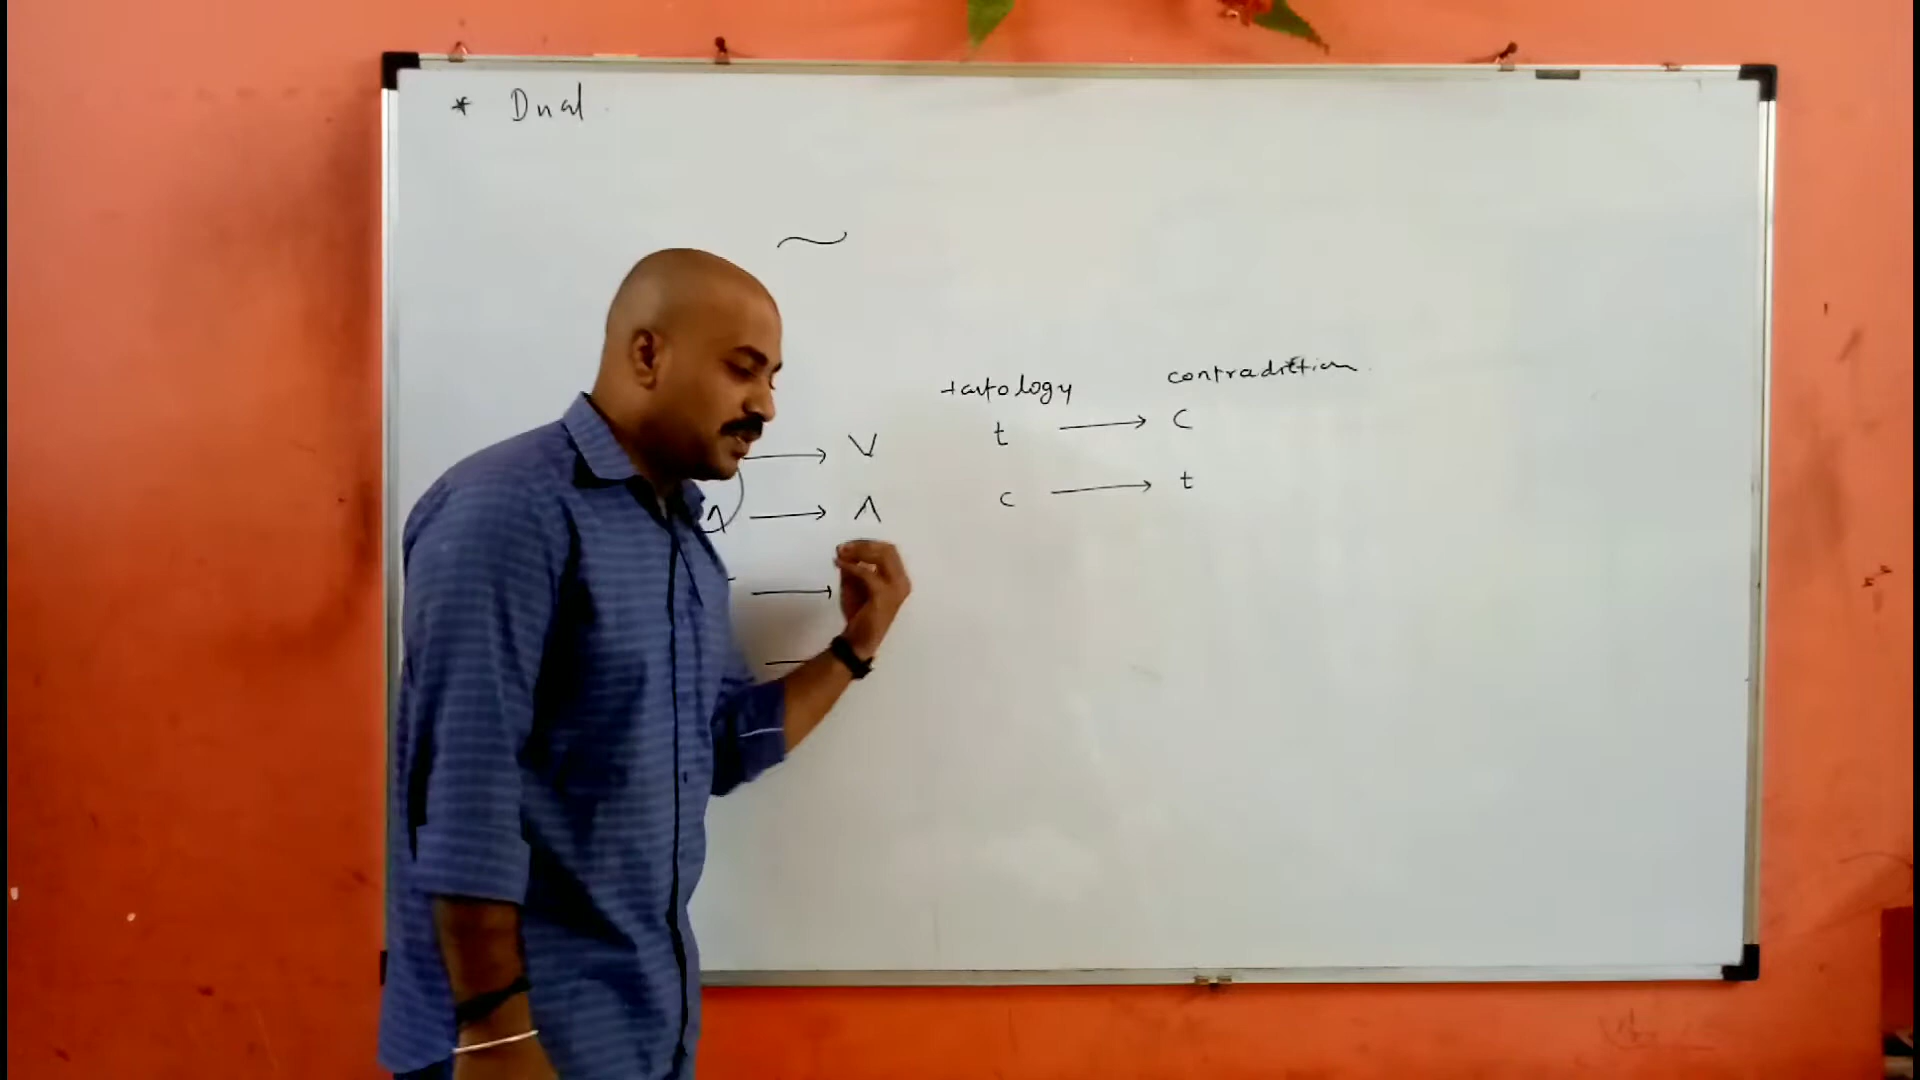 * Dual
~
tautology contradiction
t → C
→ V
Λ → Λ
c → t
→